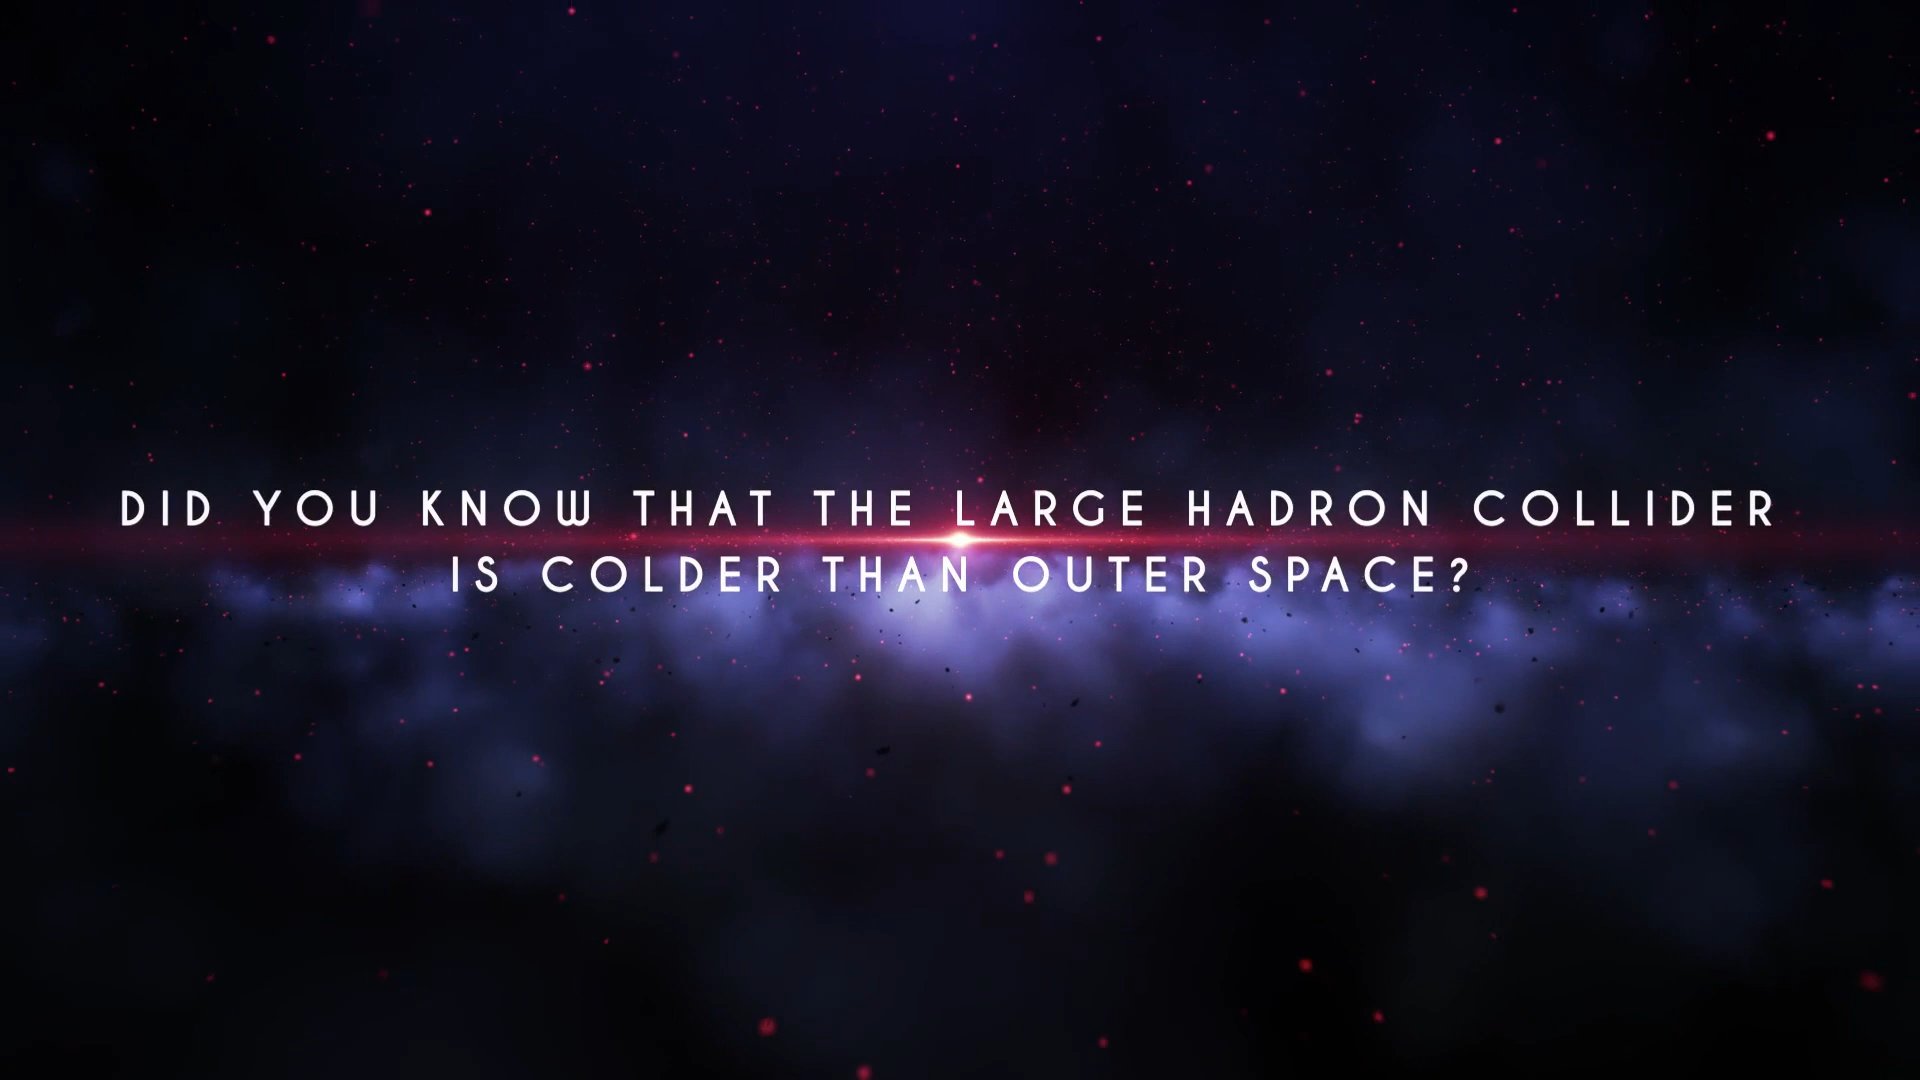 DID YOU KNOW THAT THE LARGE HADRON COLLIDER
IS COLDER THAN OUTER SPACE?